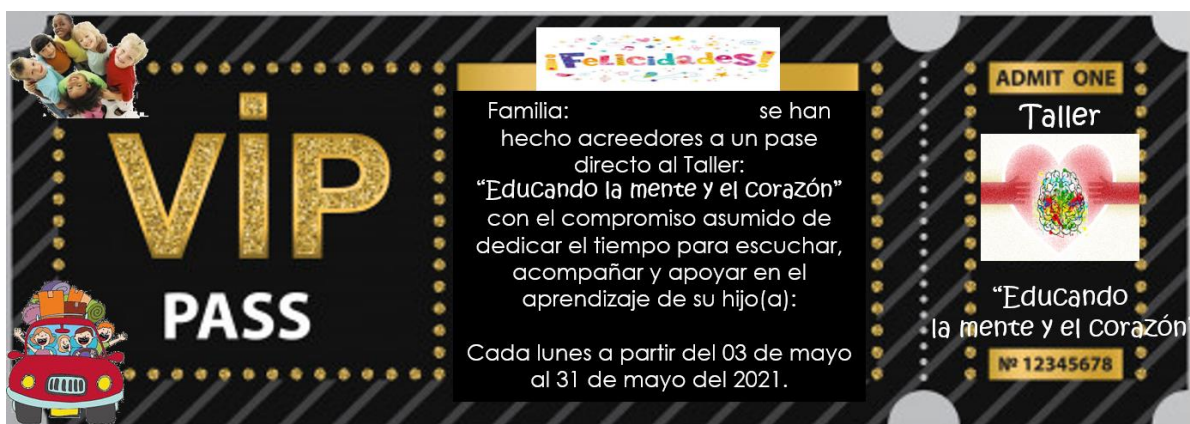 VIP
PASS
¡Felicidades!
Familia: se han
hecho acreedores a un pase
directo al Taller:
“Educando la mente y el corazón”
con el compromiso asumido de
dedicar el tiempo para escuchar,
acompañar y apoyar en el
aprendizaje de su hijo(a):
Cada lunes a partir del 03 de mayo
al 31 de mayo del 2021.
ADMIT ONE
Taller
“Educando
la mente y el corazón”
Nº 12345678